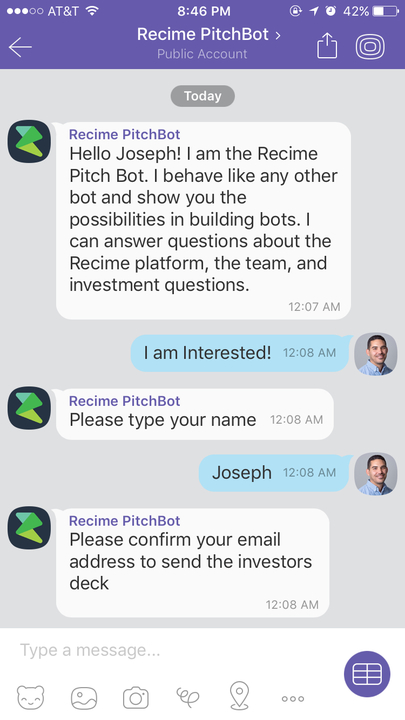 AT&T 8:46 PM 42%
Recime PitchBot >
Public Account
Today
Recime PitchBot
Hello Joseph! I am the Recime
Pitch Bot. I behave like any other
bot and show you the
possibilities in building bots. I
can answer questions about the
Recime platform, the team, and
investment questions.
12:07 AM
I am Interested! 12:08 AM
Recime PitchBot
Please type your name 12:08 AM
Joseph 12:08 AM
Recime PitchBot
Please confirm your email
address to send the investors
deck
12:08 AM
Type a message...